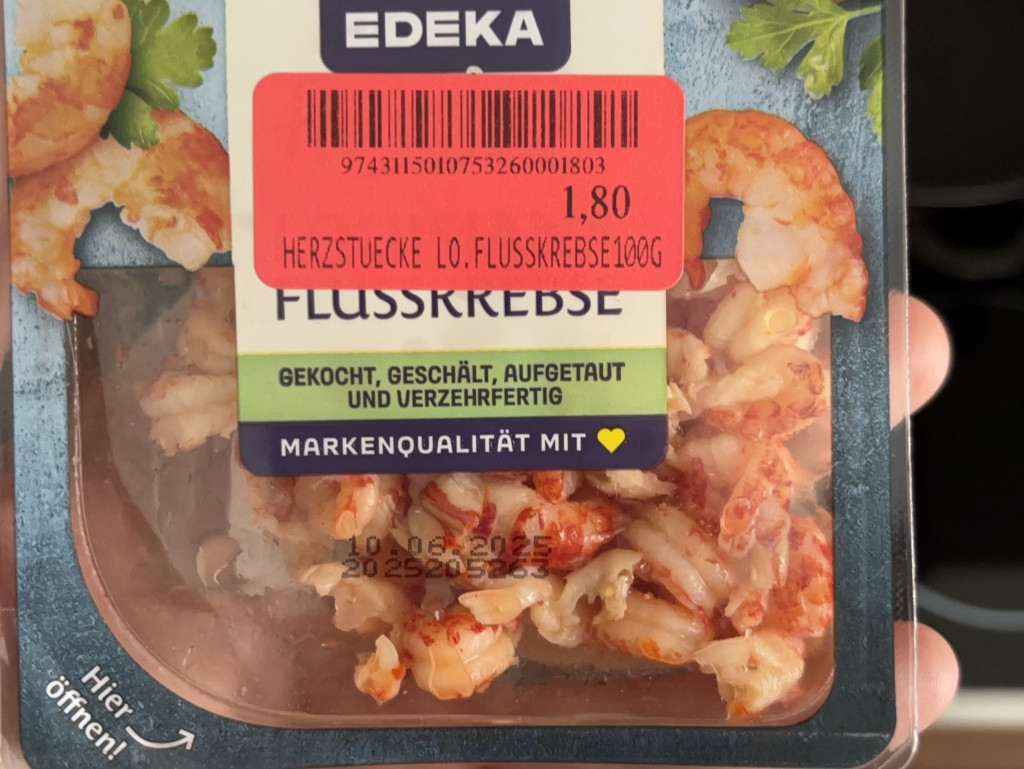 EDEKA
9743115010753260001803
1,80
HERZSTUECKE LO.FLUSSKREBSE100G
FLUSSKREBSE
GEKOCHT, GESCHÄLT, AUFGETAUT
UND VERZEHRFERTIG
MARKENQUALITÄT MIT
10.06.2025
2025205263
Hier
öffnen!